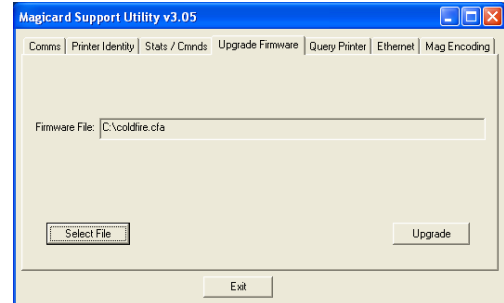 Magicard Support Utility v3.05
Comms Printer Identity Stats / Cmnds Upgrade Firmware Query Printer Ethernet Mag Encoding
Firmware File: C:\coldfire.cfa
Select File Upgrade
Exit